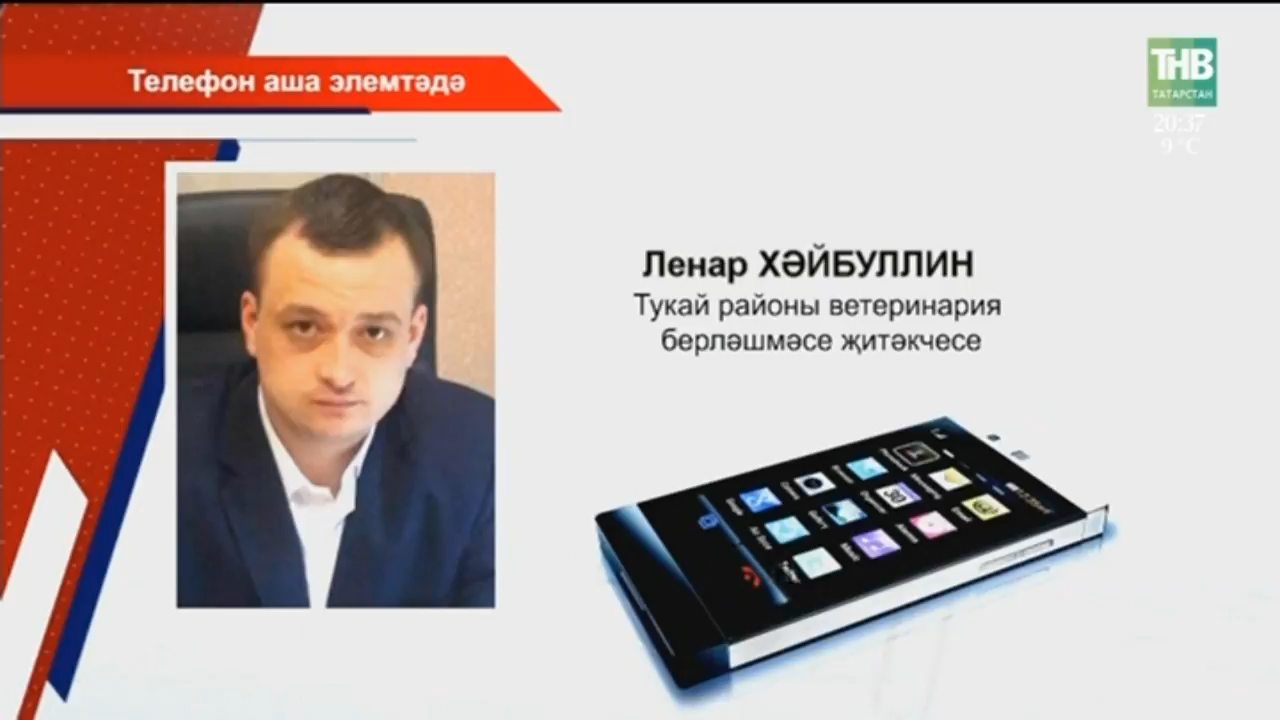 Телефон аша элемтәдә
ТНВ
ТАТАРСТАН
20:37
9 °C
Ленар ХӘЙБУЛЛИН
Тукай районы ветеринария
берләшмәсе җитәкчесе